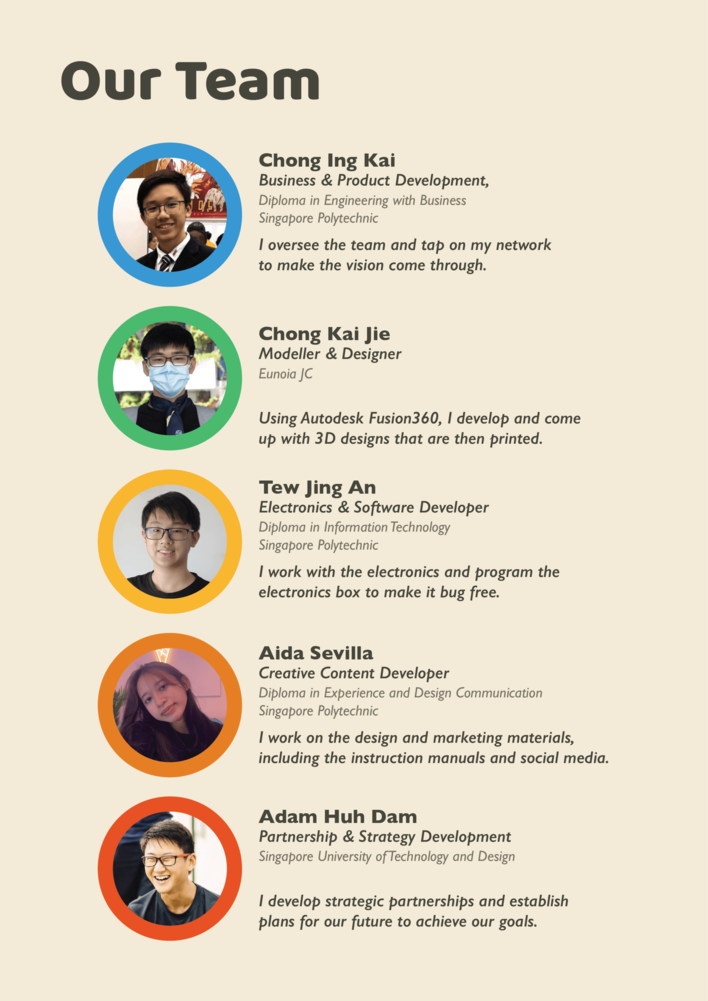 Our Team
Chong Ing Kai
Business & Product Development,
Diploma in Engineering with Business
Singapore Polytechnic
I oversee the team and tap on my network
to make the vision come through.
Chong Kai Jie
Modeller & Designer
Eunoia JC
Using Autodesk Fusion360, I develop and come
up with 3D designs that are then printed.
Tew Jing An
Electronics & Software Developer
Diploma in Information Technology
Singapore Polytechnic
I work with the electronics and program the
electronics box to make it bug free.
Aida Sevilla
Creative Content Developer
Diploma in Experience and Design Communication
Singapore Polytechnic
I work on the design and marketing materials,
including the instruction manuals and social media.
Adam Huh Dam
Partnership & Strategy Development
Singapore University of Technology and Design
I develop strategic partnerships and establish
plans for our future to achieve our goals.